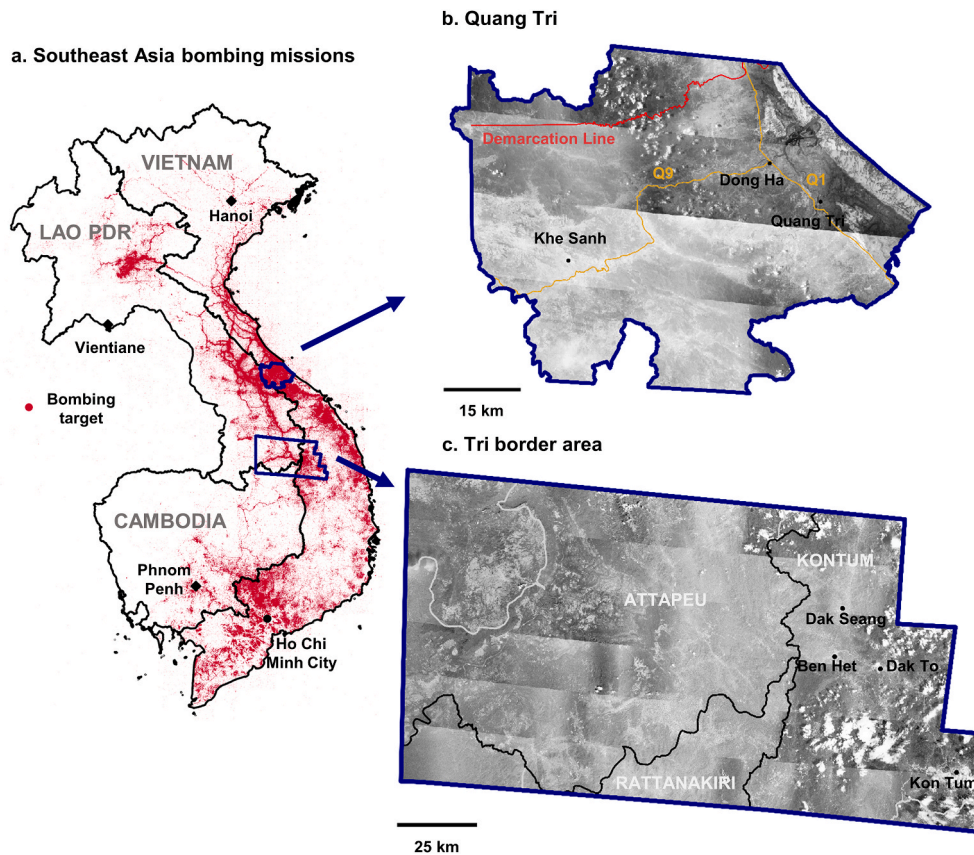 a. Southeast Asia bombing missions
VIETNAM
Hanoi
LAO PDR
Vientiane
Bombing
target
CAMBODIA
Phnom
Penh
Ho Chi
Minh City
b. Quang Tri
Demarcation Line
Q9
Dong Ha
Q1
Quang Tri
Khe Sanh
15 km
c. Tri border area
KONTUM
ATTAPEU
Dak Seang
Ben Het
Dak To
RATTANAKIRI
Kon Tum
25 km